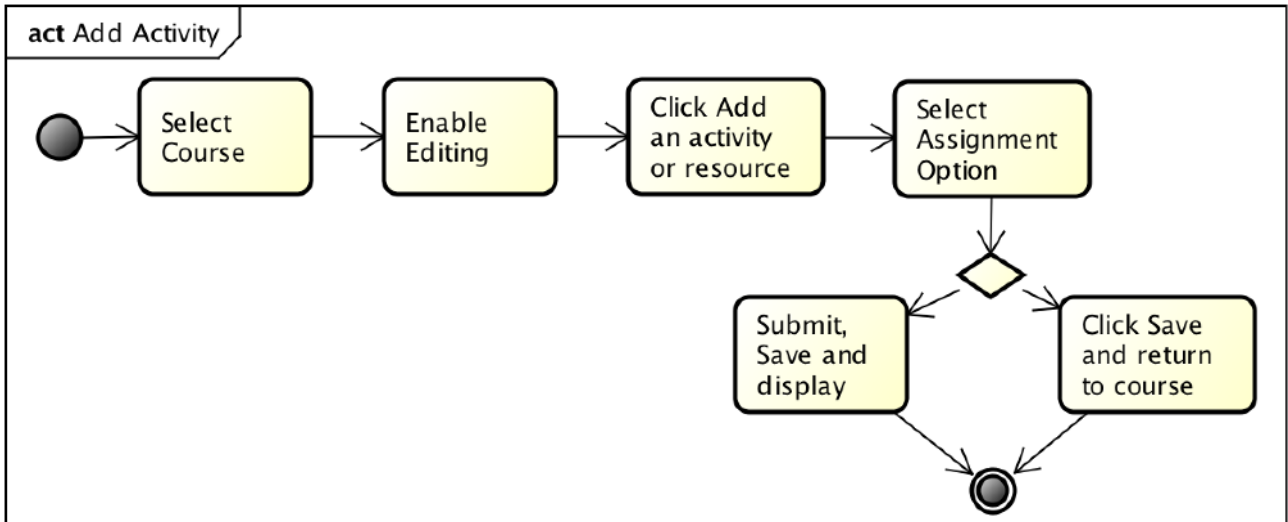 act Add Activity
Select
Course
Enable
Editing
Click Add
an activity
or resource
Select
Assignment
Option
Submit,
Save and
display
Click Save
and return
to course